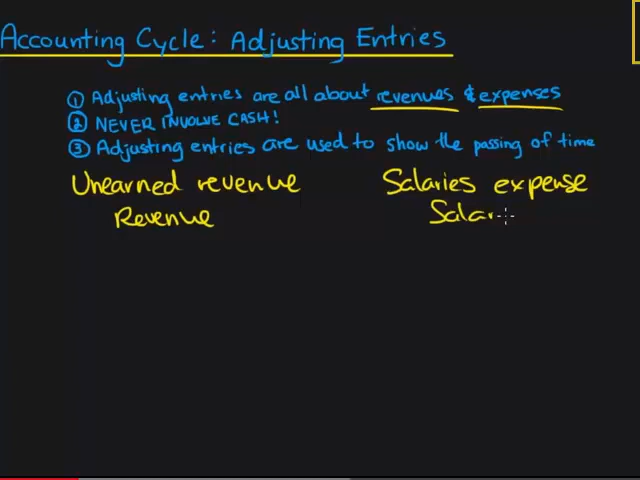 Accounting Cycle: Adjusting Entries
① Adjusting entries are all about revenues & expenses
② NEVER INVOLVE CASH!
③ Adjusting entries are used to show the passing of time
Unearned revenue
Revenue
Salaries expense
Salar